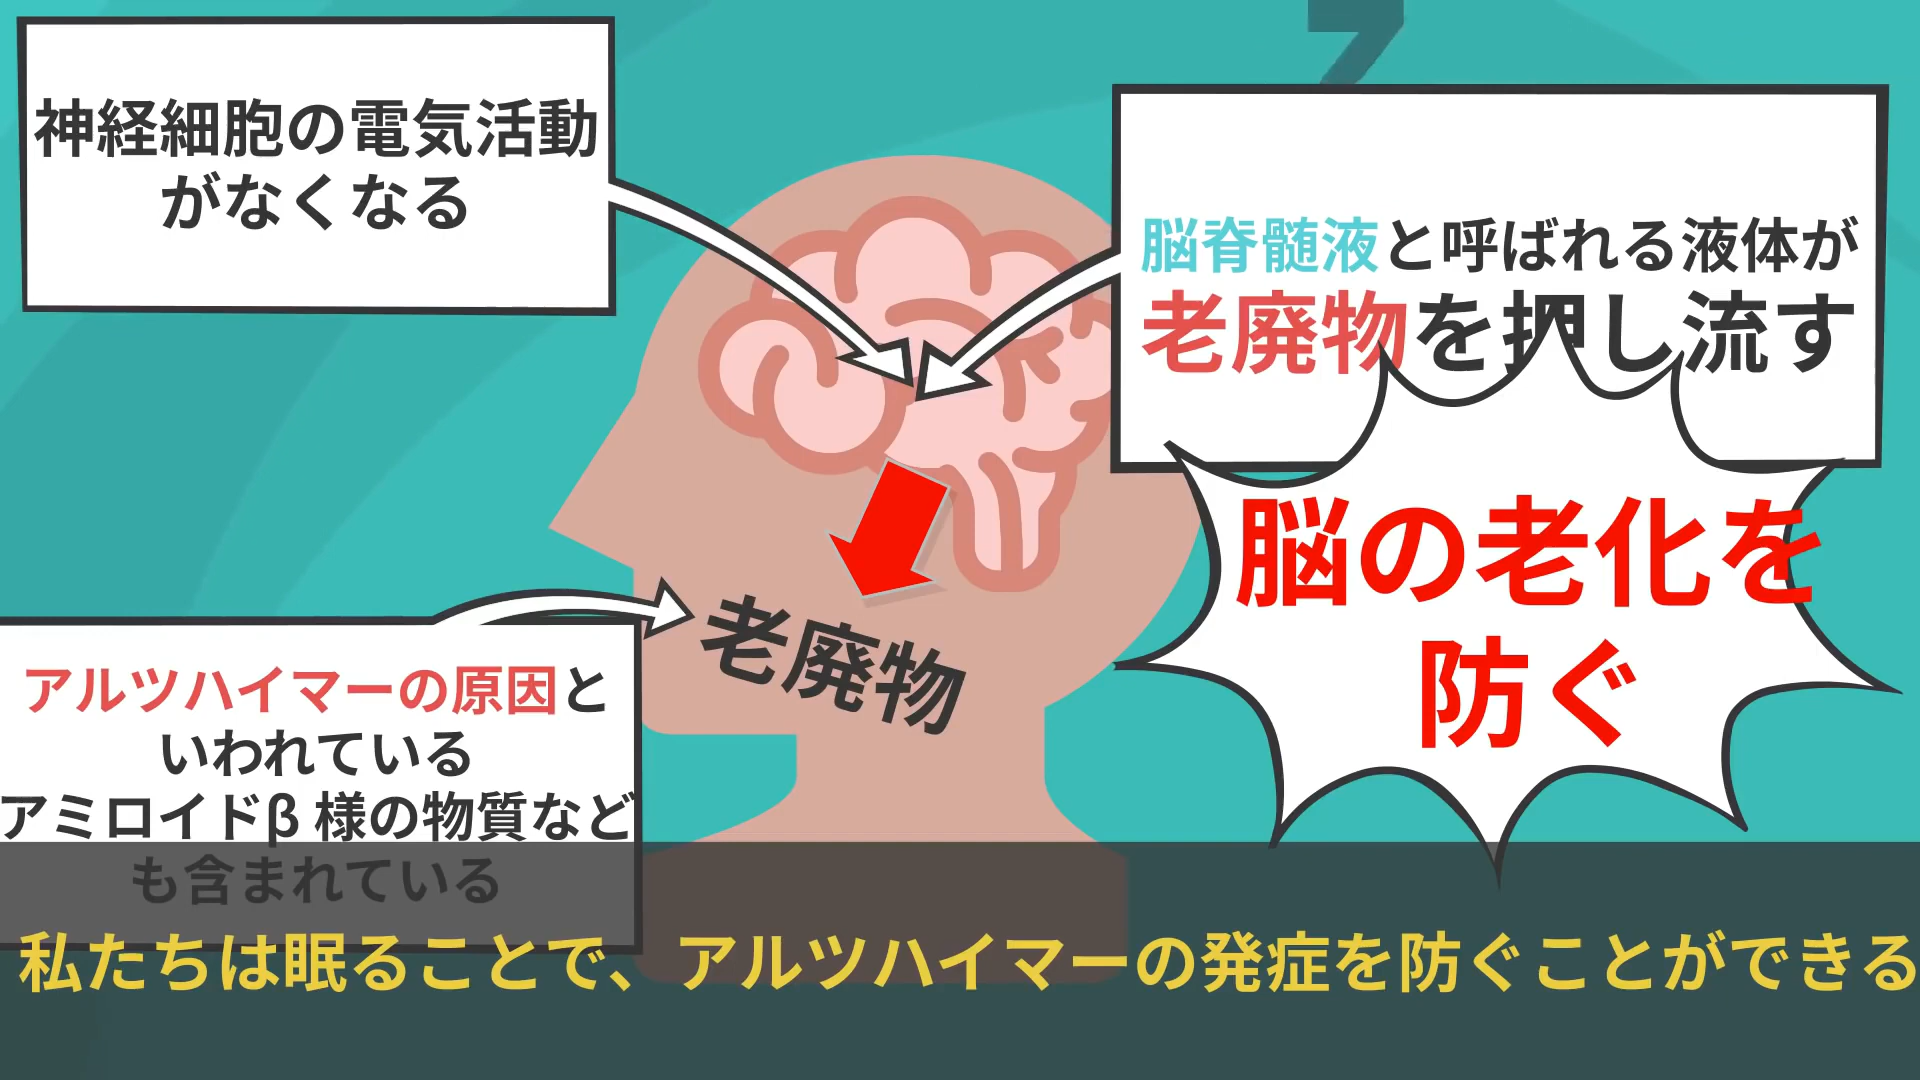 神経細胞の電気活動
がなくなる
脳脊髄液と呼ばれる液体が
老廃物を押し流す
脳の老化を
防ぐ
老廃物
アルツハイマーの原因と
いわれている
アミロイドβ 様の物質など
も含まれている
私たちは眠ることで、アルツハイマーの発症を防ぐことができる